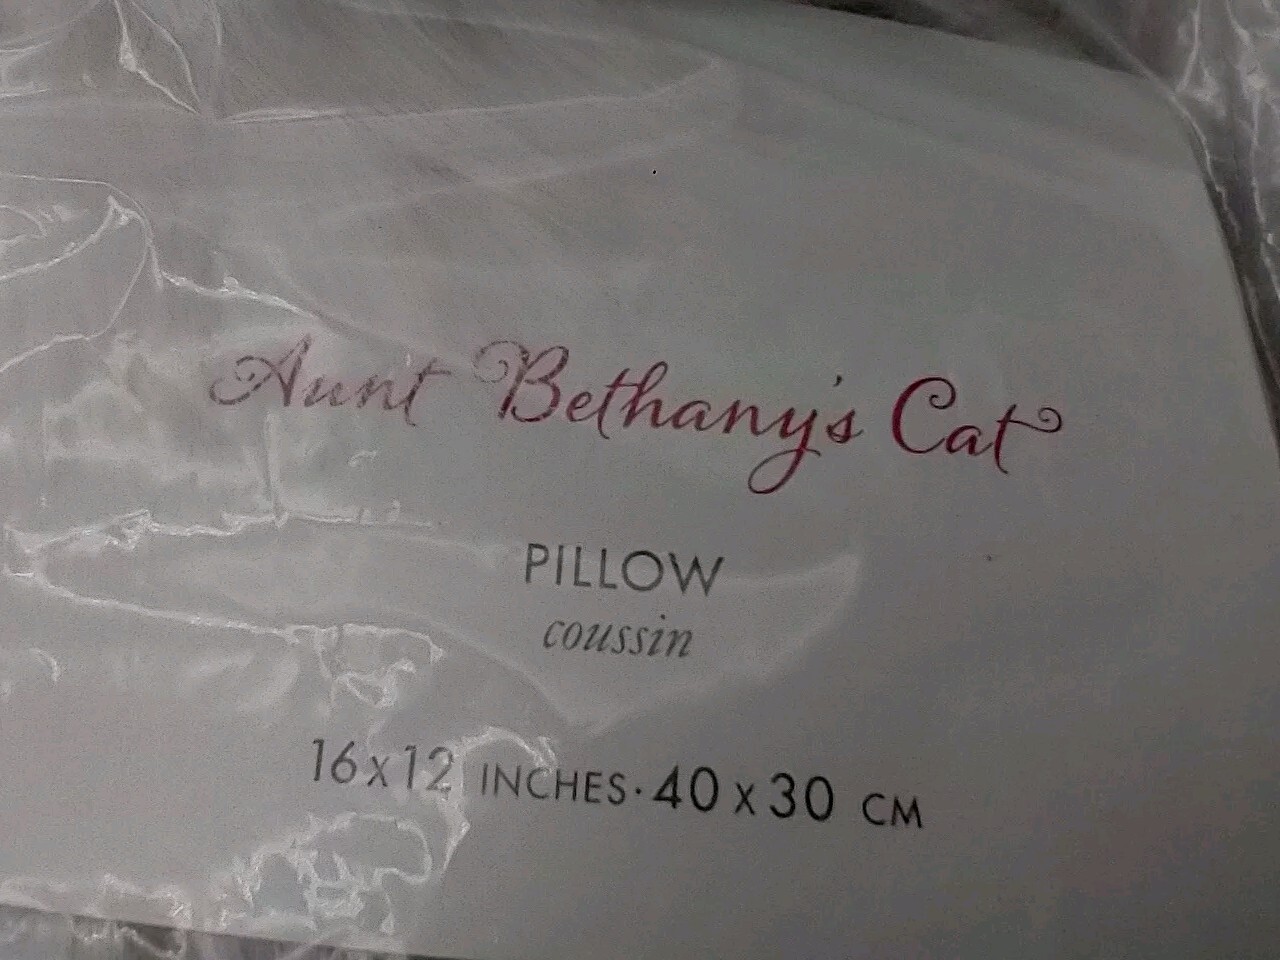 Aunt Bethany's Cat
PILLOW
coussin
16x12 INCHES·40 x 30 CM